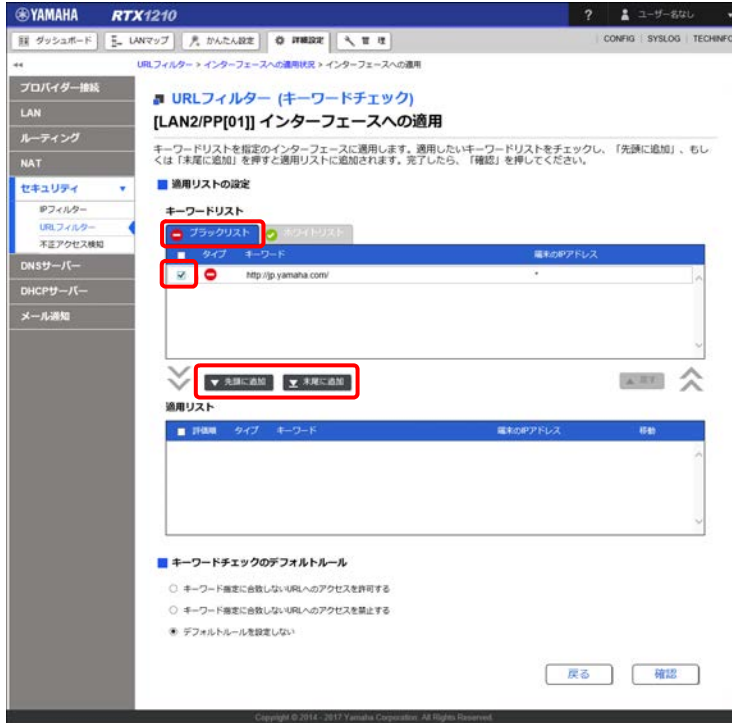 YAMAHA RTX1210 ? ユーザー名なし
ダッシュボード LANマップ かんたん設定 詳細設定 管理 CONFIG SYSLOG TECHINFO
URLフィルター > インターフェースへの適用状況 > インターフェースへの適用
プロバイダー接続
LAN
ルーティング
NAT
セキュリティ
IPフィルター
URLフィルター
不正アクセス検知
DNSサーバー
DHCPサーバー
メール通知
URLフィルター (キーワードチェック)
[LAN2/PP[01]] インターフェースへの適用
キーワードリストを指定のインターフェースに適用します。適用したいキーワードリストをチェックし、「先頭に追加」、もし
くは「末尾に追加」を押すと適用リストに追加されます。完了したら、「確認」を押してください。
適用リストの設定
キーワードリスト
ブラックリスト ホワイトリスト
タイプ キーワード 端末のIPアドレス
http://jp.yamaha.com/ *
先頭に追加 末尾に追加 戻す
適用リスト
評価順 タイプ キーワード 端末のIPアドレス 移動
キーワードチェックのデフォルトルール
キーワード指定に合致しないURLへのアクセスを許可する
キーワード指定に合致しないURLへのアクセスを禁止する
デフォルトルールを設定しない
戻る 確認
Copyright © 2014 - 2017 Yamaha Corporation. All Rights Reserved.